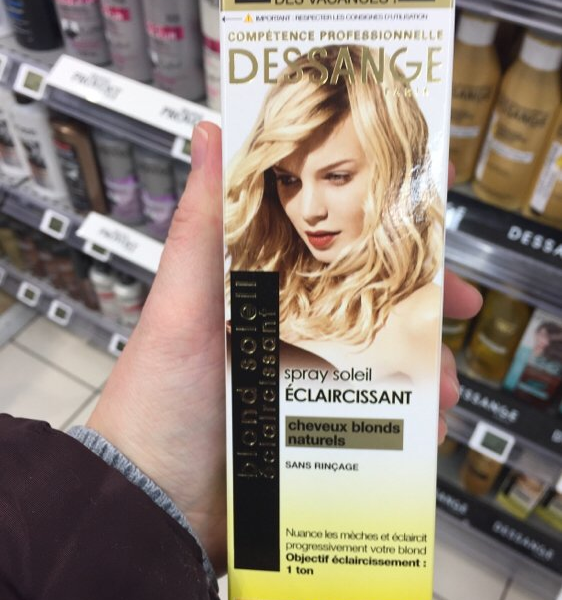 DES VACANCES !
IMPORTANT : RESPECTER LES CONSIGNES D'UTILISATION
COMPÉTENCE PROFESSIONNELLE
DESSANGE
PARIS
blond soleil
éclaircissant
spray soleil
ÉCLAIRCISSANT
cheveux blonds
naturels
SANS RINÇAGE
Nuance les mèches et éclaircit
progressivement votre blond
Objectif éclaircissement :
1 ton
DESSANGE
DESSA
DESSANGE
DESSANGE